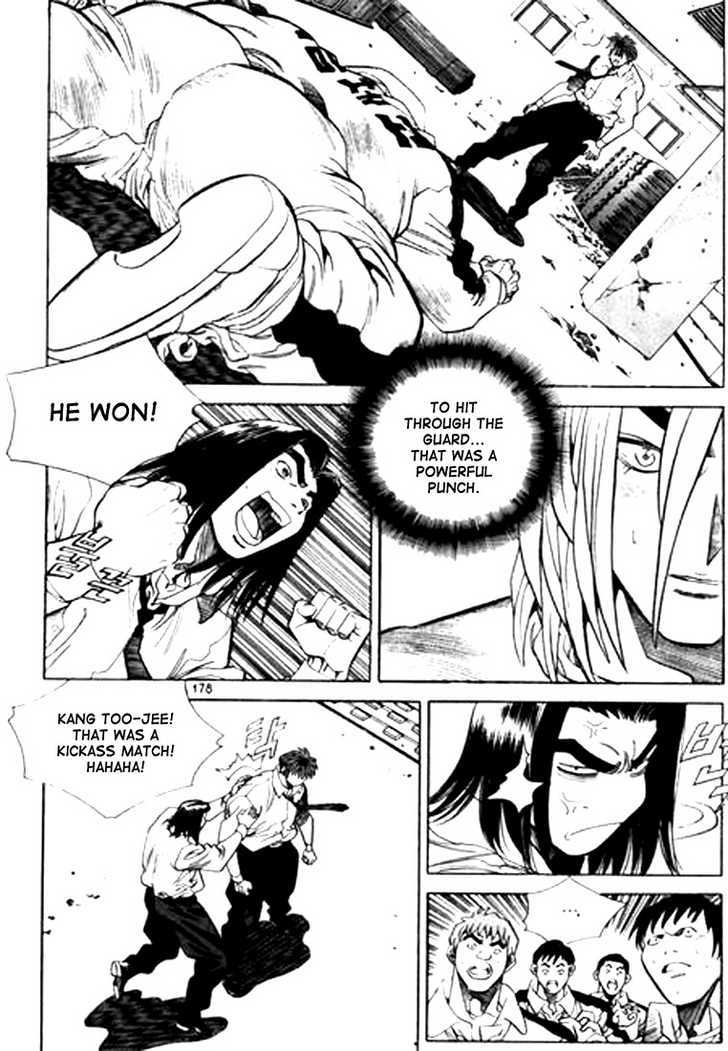 HE WON!
TO HIT
THROUGH THE
GUARD...
THAT WAS A
POWERFUL
PUNCH.
178
KANG TOO-JEE!
THAT WAS A
KICKASS MATCH!
HAHAHA!
...